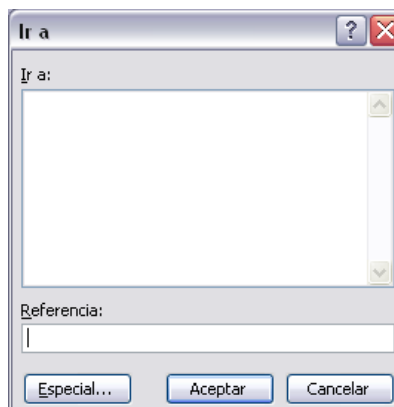 Ir a
Ir a:
Referencia:
Especial...
Aceptar
Cancelar